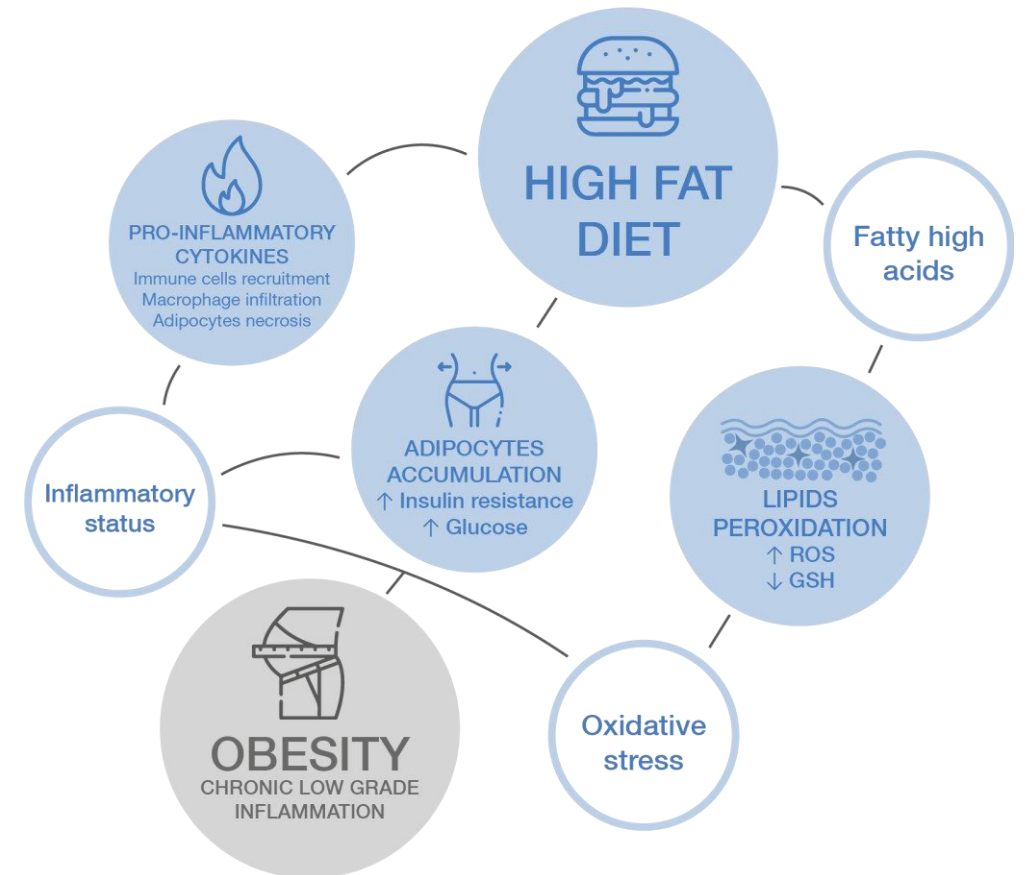 HIGH FAT
DIET
PRO-INFLAMMATORY
CYTOKINES
Immune cells recruitment
Macrophage infiltration
Adipocytes necrosis
Fatty high
acids
ADIPOCYTES
ACCUMULATION
↑ Insulin resistance
↑ Glucose
Inflammatory
status
LIPIDS
PEROXIDATION
↑ ROS
↓ GSH
OBESITY
CHRONIC LOW GRADE
INFLAMMATION
Oxidative
stress